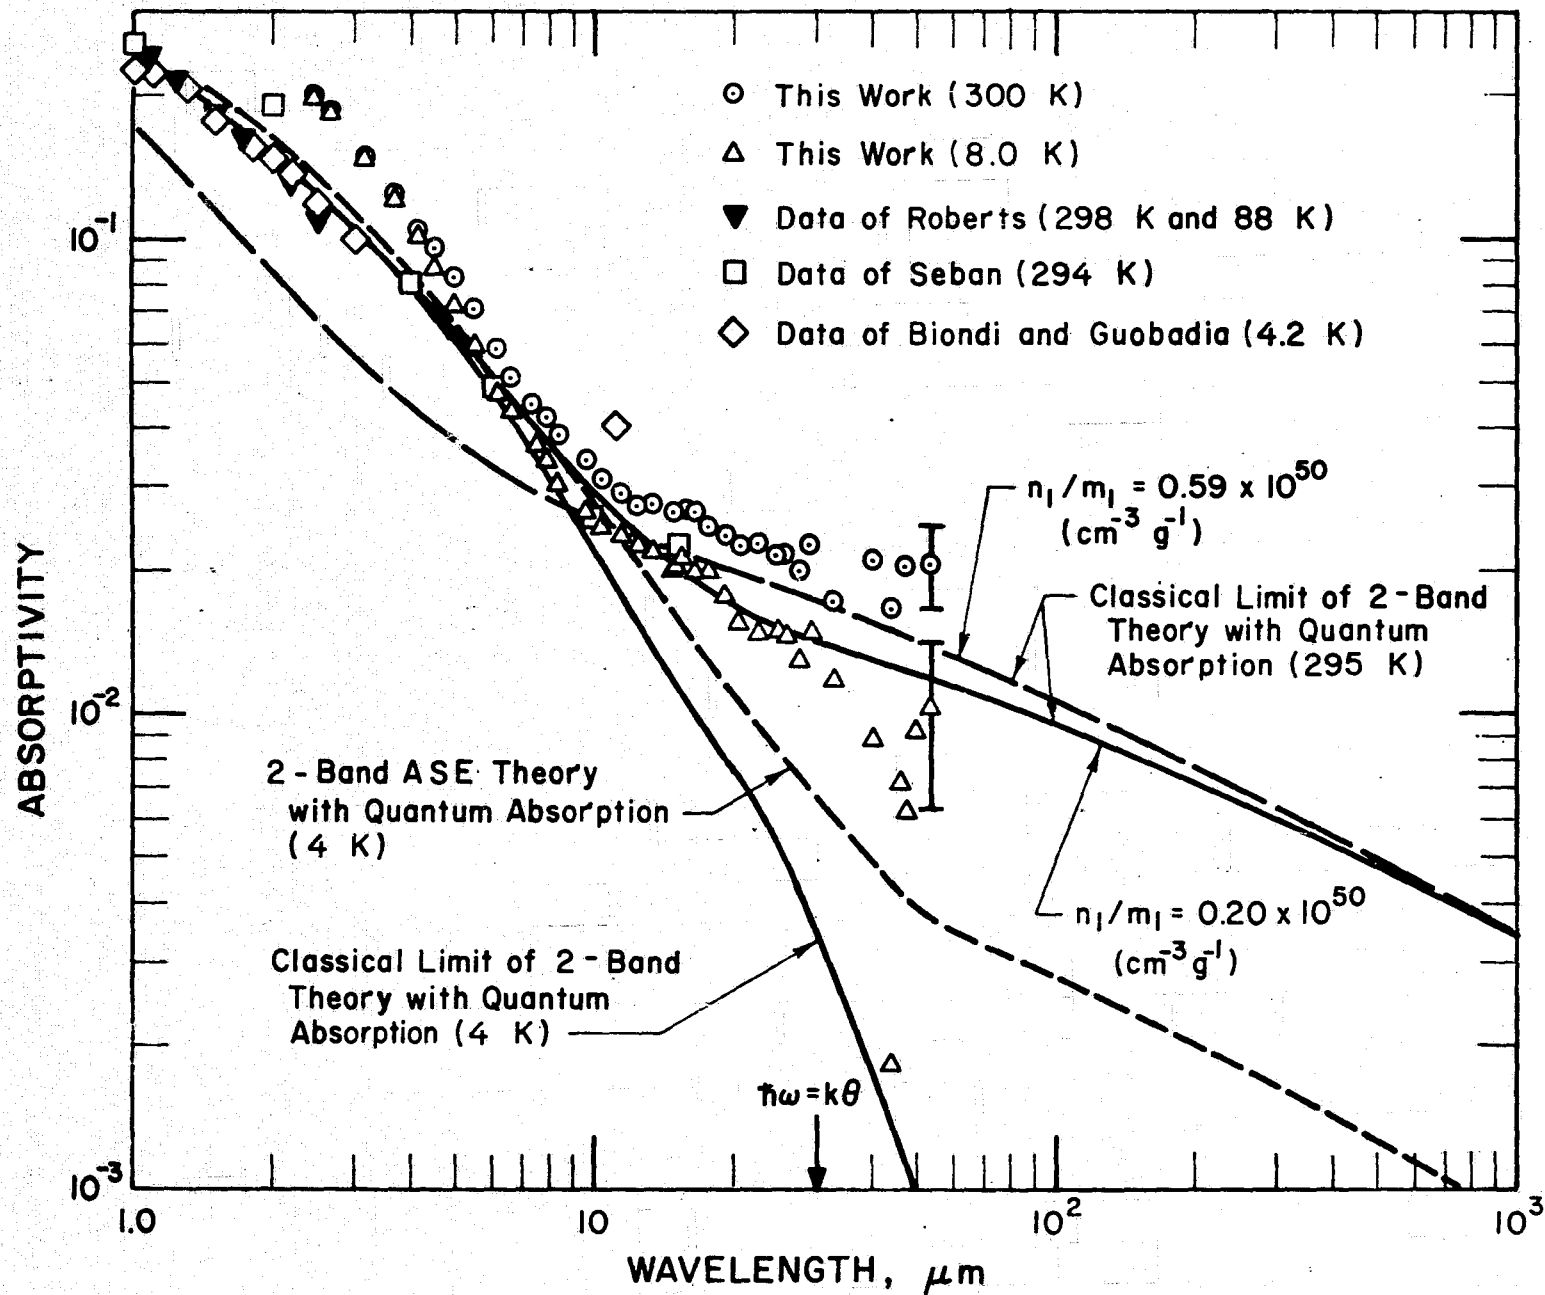 This Work (300 K)
This Work (8.0 K)
Data of Roberts (298 K and 88 K)
Data of Seban (294 K)
Data of Biondi and Guobadia (4.2 K)
n₁/m₁ = 0.59 x 10⁵⁰
(cm⁻³ g⁻¹)
Classical Limit of 2-Band
Theory with Quantum
Absorption (295 K)
2-Band ASE Theory
with Quantum Absorption
(4 K)
n₁/m₁ = 0.20 x 10⁵⁰
(cm⁻³ g⁻¹)
Classical Limit of 2-Band
Theory with Quantum
Absorption (4 K)
ħω=kθ
ABSORPTIVITY
10⁻¹
10⁻²
10⁻³
1.0
10
10²
10³
WAVELENGTH, μm